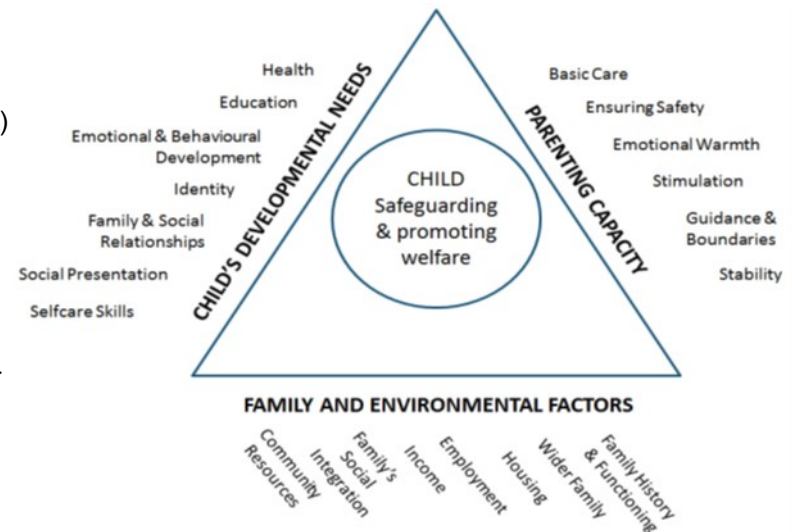 )
Health
Education
Emotional & Behavioural
Development
Identity
Family & Social
Relationships
Social Presentation
Selfcare Skills
CHILD'S DEVELOPMENTAL NEEDS
CHILD
Safeguarding
& promoting
welfare
PARENTING CAPACITY
Basic Care
Ensuring Safety
Emotional Warmth
Stimulation
Guidance &
Boundaries
Stability
.
FAMILY AND ENVIRONMENTAL FACTORS
Community
Resources
Family's
Social
Integration
Income
Employment
Housing
Wider Family
Family History
& Functioning